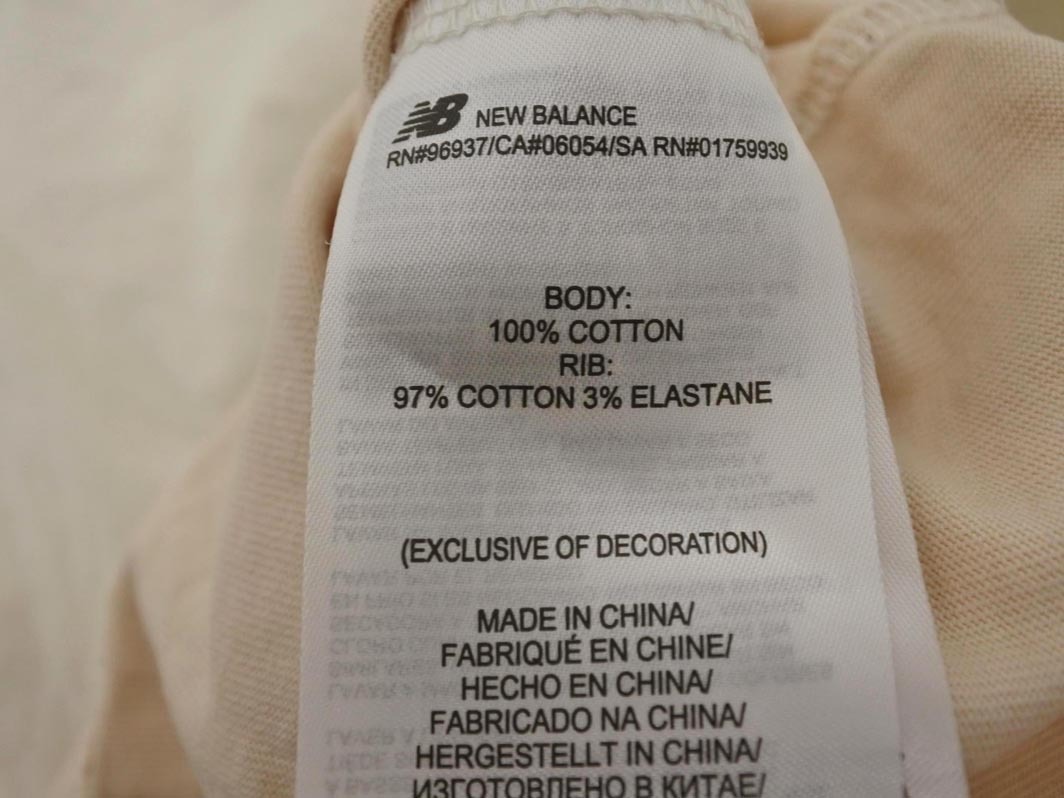 NB NEW BALANCE
RN#96937/CA#06054/SA RN#01759939
BODY:
100% COTTON
RIB:
97% COTTON 3% ELASTANE
(EXCLUSIVE OF DECORATION)
MADE IN CHINA/
FABRIQUÉ EN CHINE/
HECHO EN CHINA/
FABRICADO NA CHINA/
HERGESTELLT IN CHINA/
ИЗГОТОВЛЕНО В КИТАЕ/